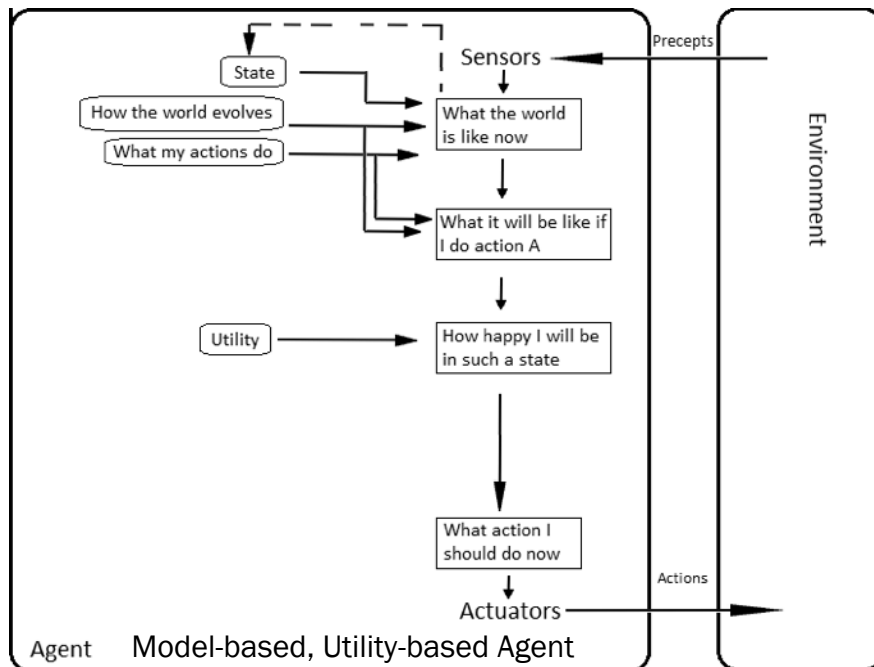 Precepts
Sensors
State
How the world evolves
What the world
is like now
What my actions do
What it will be like if
I do action A
Utility
How happy I will be
in such a state
What action I
should do now
Actions
Actuators
Agent
Model-based, Utility-based Agent
Environment